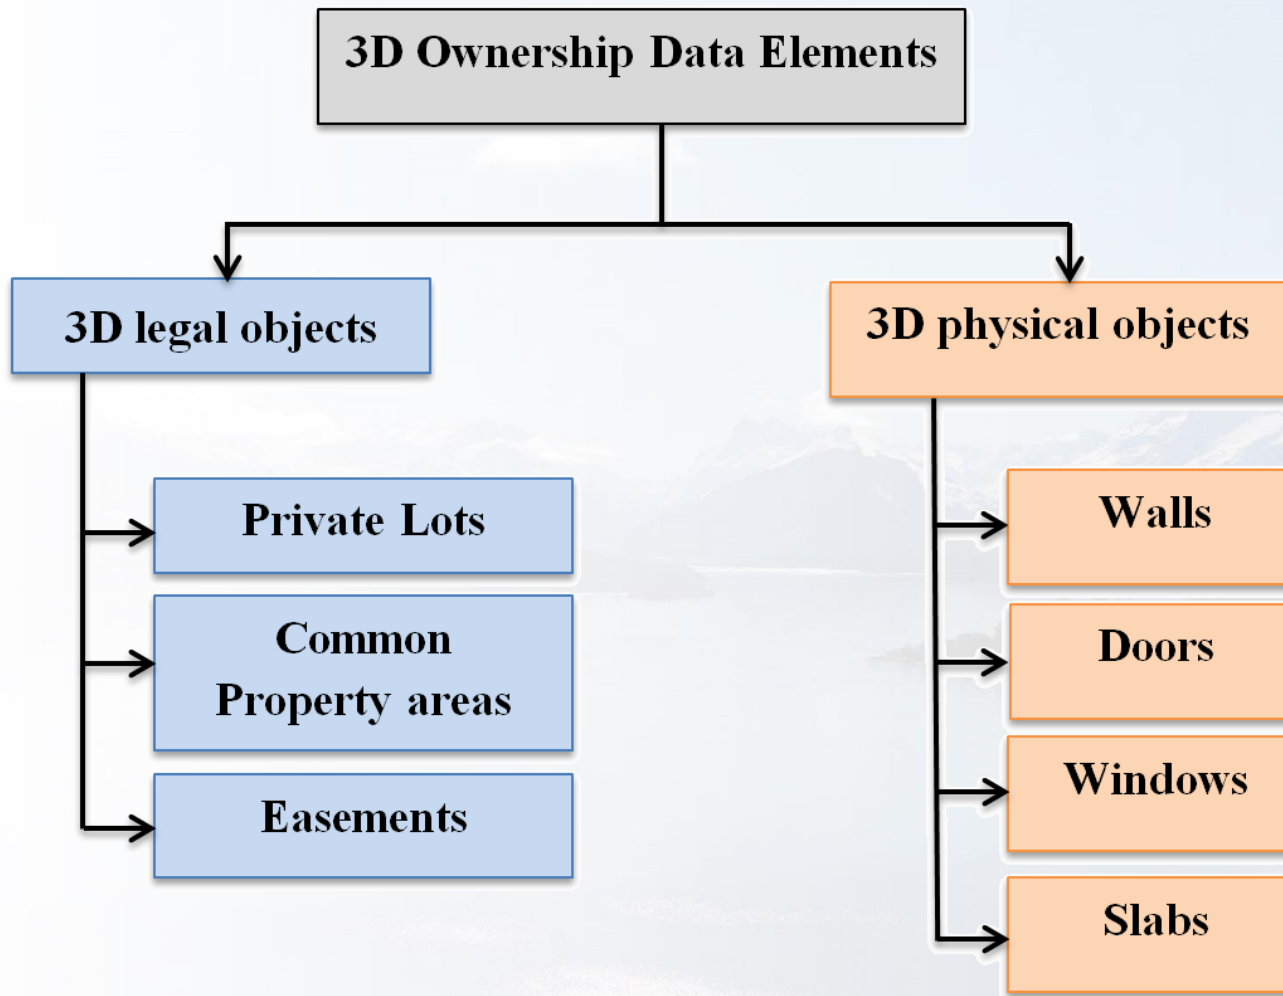 3D Ownership Data Elements
3D legal objects
3D physical objects
Private Lots
Common
Property areas
Easements
Walls
Doors
Windows
Slabs